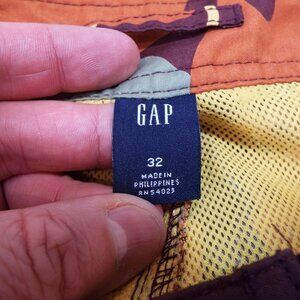 GAP
32
MADE IN
PHILIPPINES
RN 54023